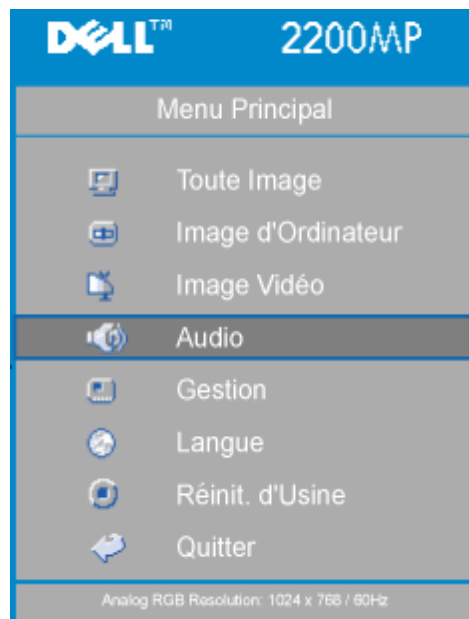 DELL™ 2200MP
Menu Principal
Toute Image
Image d'Ordinateur
Image Vidéo
Audio
Gestion
Langue
Réinit. d'Usine
Quitter
Analog RGB Resolution: 1024 x 768 / 60Hz